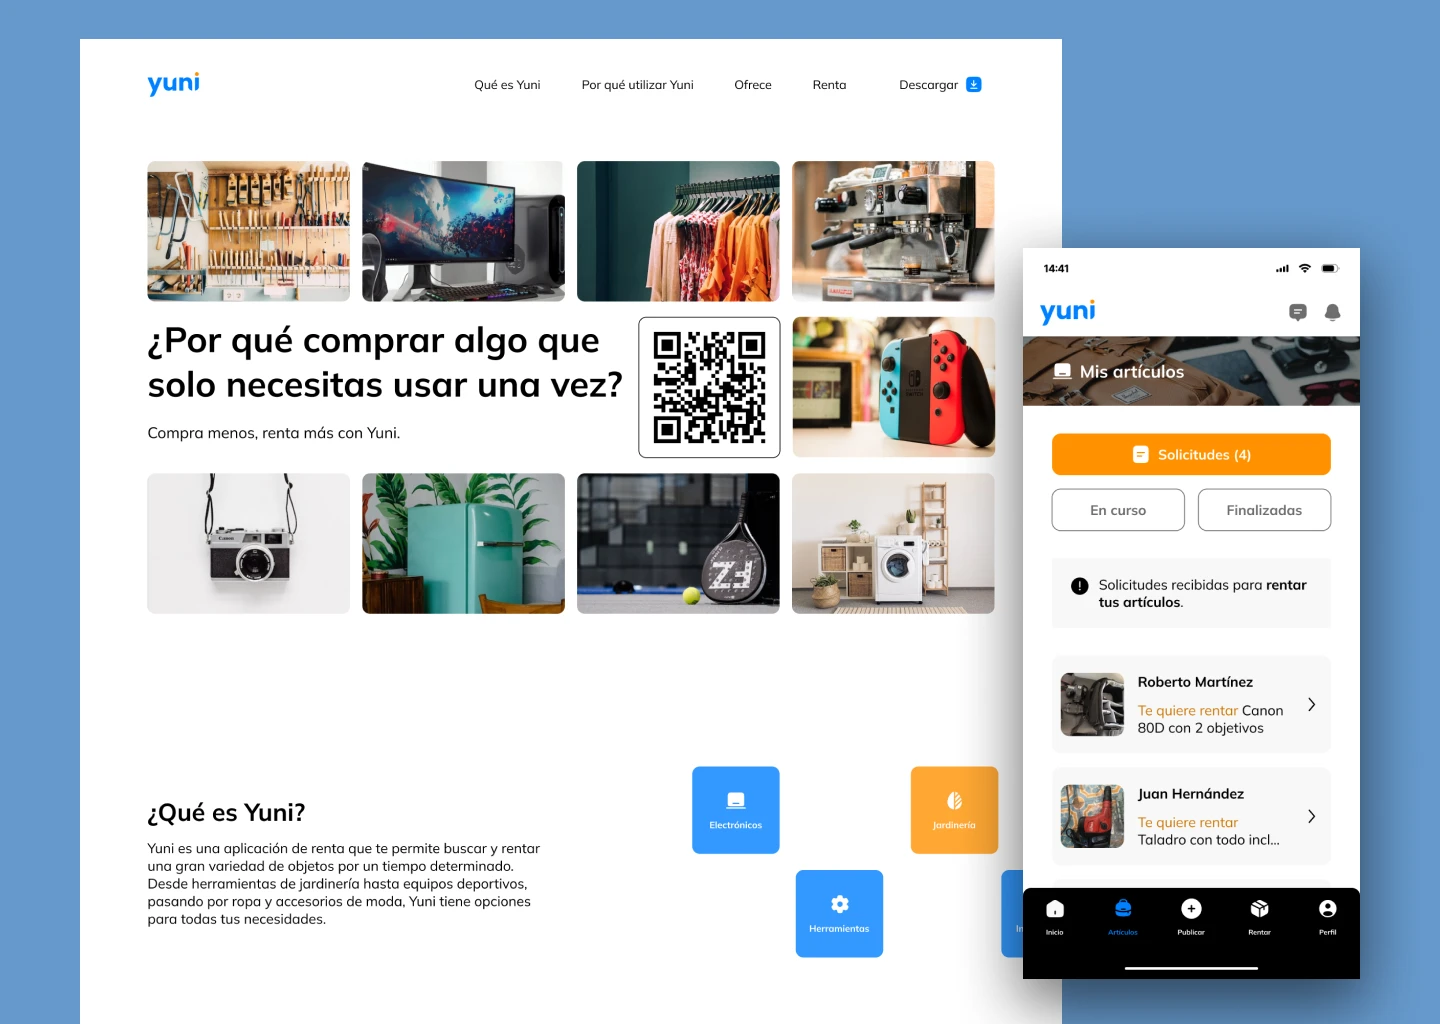 yuni
Qué es Yuni
Por qué utilizar Yuni
Ofrece
Renta
Descargar
¿Por qué comprar algo que
solo necesitas usar una vez?
Compra menos, renta más con Yuni.
Canon
¿Qué es Yuni?
Yuni es una aplicación de renta que te permite buscar y rentar
una gran variedad de objetos por un tiempo determinado.
Desde herramientas de jardinería hasta equipos deportivos,
pasando por ropa y accesorios de moda, Yuni tiene opciones
para todas tus necesidades.
Electrónicos
Jardinería
Herramientas
14:41
yuni
Mis artículos
Solicitudes (4)
En curso
Finalizadas
Solicitudes recibidas para rentar
tus artículos.
Roberto Martínez
Te quiere rentar Canon
80D con 2 objetivos
Juan Hernández
Te quiere rentar
Taladro con todo incl...
Inicio
Artículos
Publicar
Rentar
Perfil